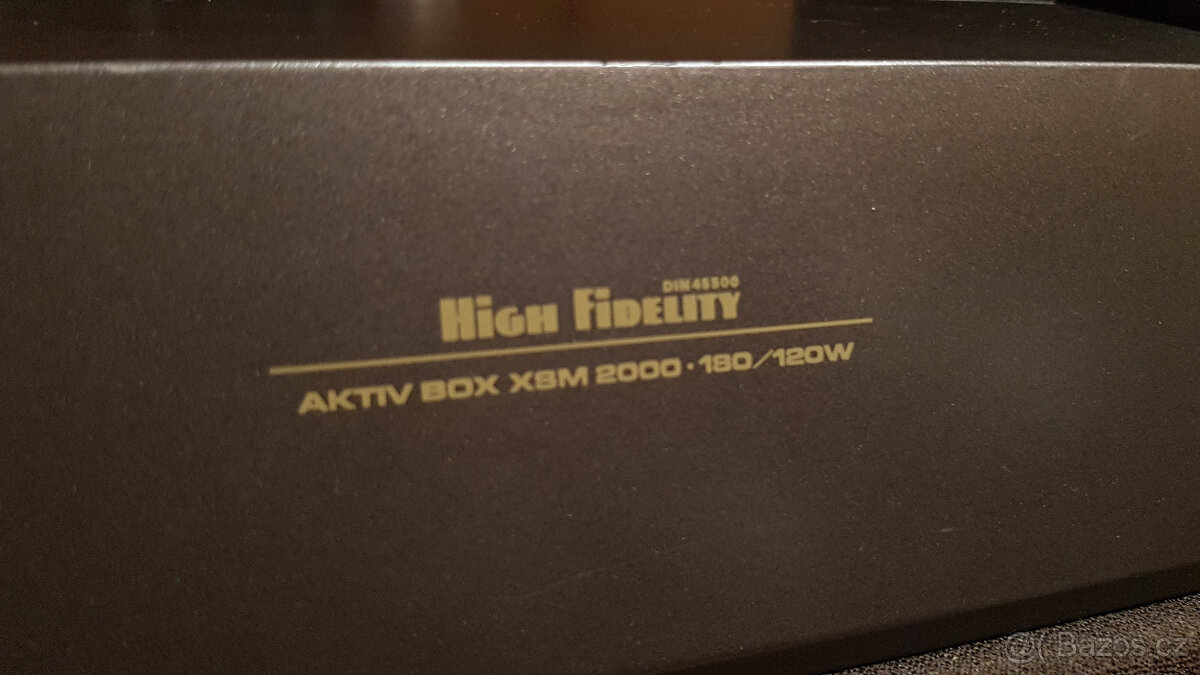 DIN 45500
HiGH FiDELITY
AKTIV BOX XSM 2000 · 180/120W
@( Bazos.cz